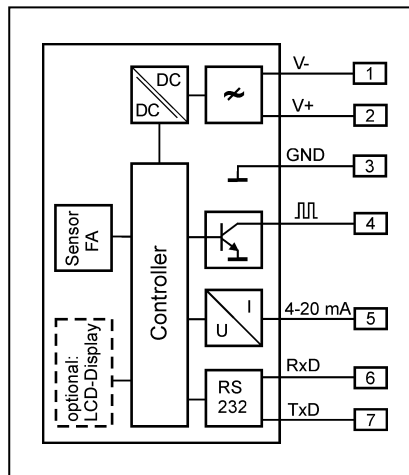 DC
DC
V-
1
V+
2
GND
3
4
Sensor
FA
Controller
I
U
4-20 mA
5
optional:
LCD-Display
RS
232
RxD
6
TxD
7